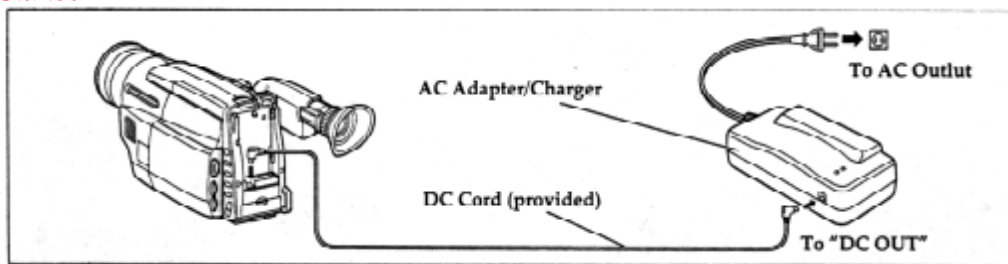 To AC Outlut
AC Adapter/Charger
DC Cord (provided)
To "DC OUT"